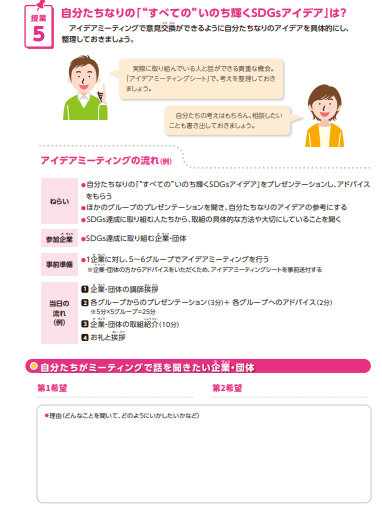 授業
5
自分たちなりの「“すべての”いのち輝くSDGsアイデア」は?
アイデアミーティングで意見交換ができるように自分たちなりのアイデアを具体的にし、
整理しておきましょう。
実際に取り組んでいる人と話ができる貴重な機会。
「アイデアミーティングシート」で、考えを整理しておき
ましょう。
自分たちの考えはもちろん、相談したい
ことも書き出しておきましょう。
アイデアミーティングの流れ(例)
ねらい
●自分たちなりの「“すべての”いのち輝くSDGsアイデア」をプレゼンテーションし、アドバイス
をもらう
●ほかのグループのプレゼンテーションを聞き、自分たちなりのアイデアの参考にする
●SDGs達成に取り組む人たちから、取組の具体的な方法や大切にしていることを聞く
参加企業
●SDGs達成に取り組む企業・団体
事前準備
●1企業に対し、5~6グループでアイデアミーティングを行う
※企業・団体の方からアドバイスをいただくため、アイデアミーティングシートを事前送付する
当日の
流れ
(例)
1 企業・団体の講師挨拶
2 各グループからのプレゼンテーション(3分)+ 各グループへのアドバイス(2分)
※5分×5グループ=25分
3 企業・団体の取組紹介(10分)
4 お礼と挨拶
自分たちがミーティングで話を聞きたい企業・団体
第1希望 第2希望
●理由(どんなことを聞いて、どのようにいかしたいかなど)